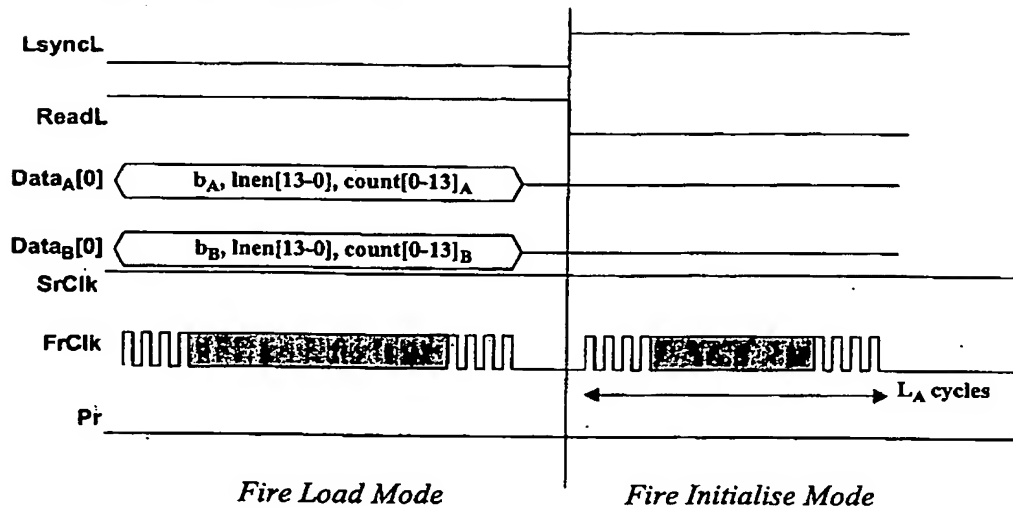 LsyncL
ReadL
DataA[0]
bA, lnen[13-0], count[0-13]A
DataB[0]
bB, lnen[13-0], count[0-13]B
SrClk
FrClk
LA cycles
Pr
Fire Load Mode
Fire Initialise Mode